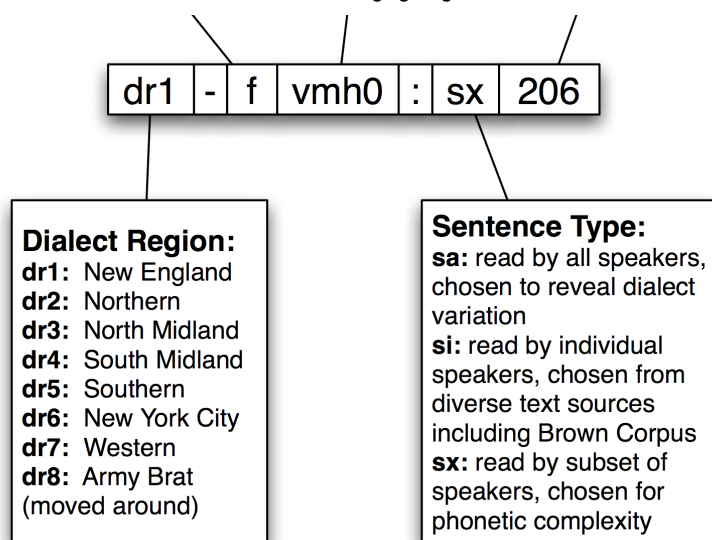 dr1 - f vmh0 : sx 206
Dialect Region:
dr1: New England
dr2: Northern
dr3: North Midland
dr4: South Midland
dr5: Southern
dr6: New York City
dr7: Western
dr8: Army Brat
(moved around)
Sentence Type:
sa: read by all speakers,
chosen to reveal dialect
variation
si: read by individual
speakers, chosen from
diverse text sources
including Brown Corpus
sx: read by subset of
speakers, chosen for
phonetic complexity